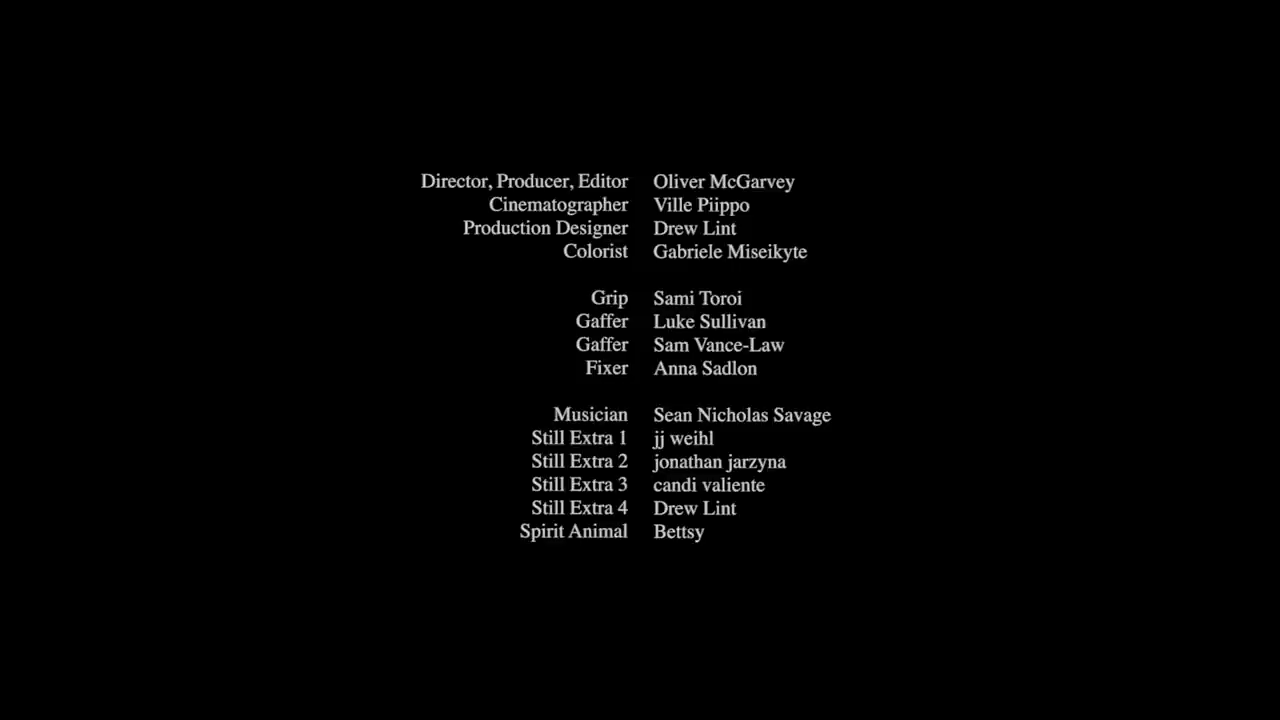 Director, Producer, Editor Oliver McGarvey
Cinematographer Ville Piippo
Production Designer Drew Lint
Colorist Gabriele Miseikyte
Grip Sami Toroi
Gaffer Luke Sullivan
Gaffer Sam Vance-Law
Fixer Anna Sadlon
Musician Sean Nicholas Savage
Still Extra 1 jj weihl
Still Extra 2 jonathan jarzyna
Still Extra 3 candi valiente
Still Extra 4 Drew Lint
Spirit Animal Bettsy